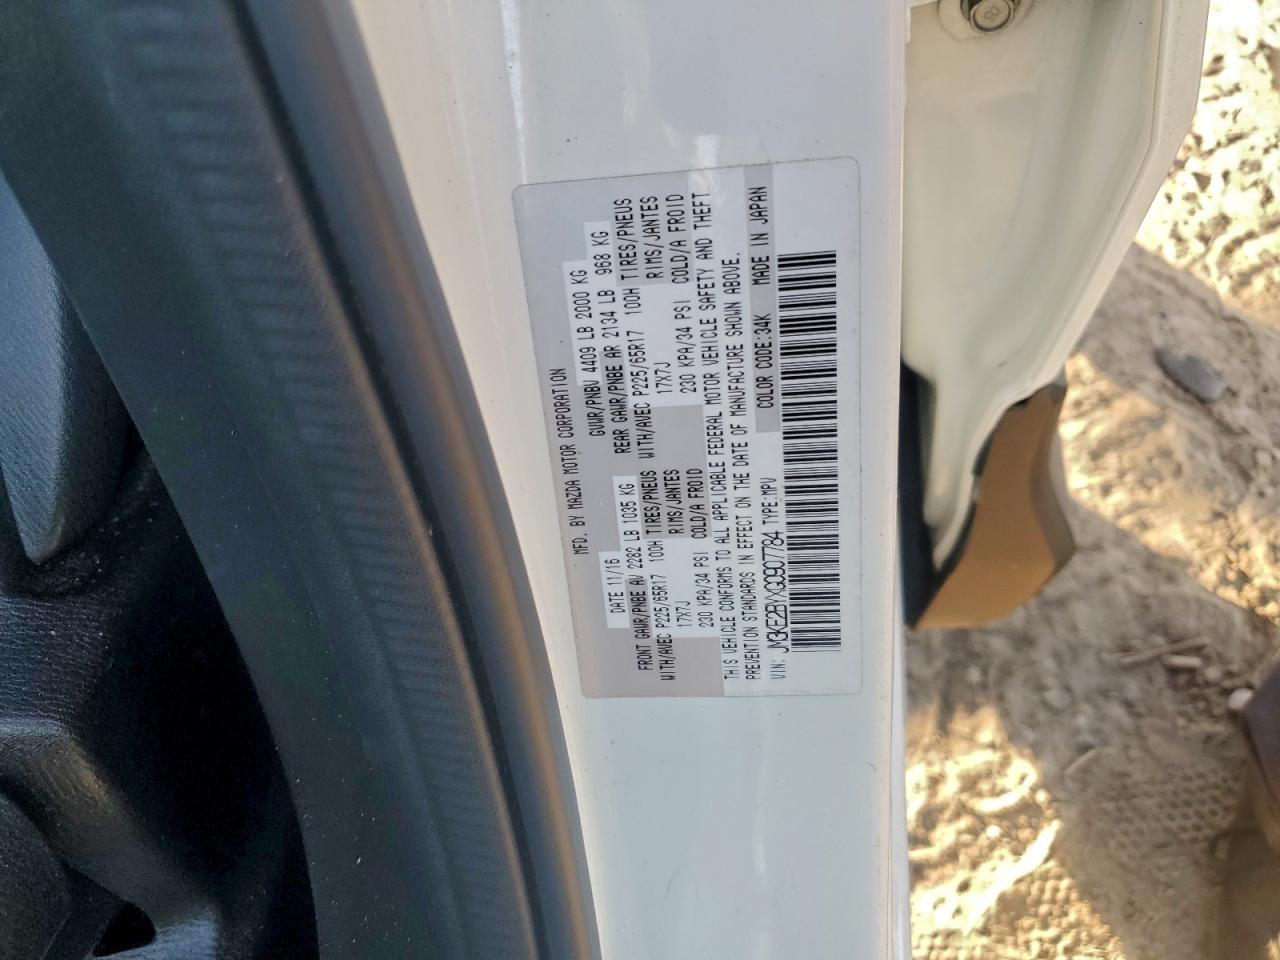 MFD. BY MAZDA MOTOR CORPORATION
DATE 11/16 GVWR/PNBV 4409 LB 2000 KG
FRONT GAWR/PNBE AV 2282 LB 1035 KG REAR GAWR/PNBE AR 2134 LB 968 KG
WITH/AVEC P225/65R17 100H TIRES/PNEUS WITH/AVEC P225/65R17 100H TIRES/PNEUS
17X7J RIMS/JANTES 17X7J RIMS/JANTES
230 KPA/34 PSI COLD/A FROID 230 KPA/34 PSI COLD/A FROID
THIS VEHICLE CONFORMS TO ALL APPLICABLE FEDERAL MOTOR VEHICLE SAFETY AND THEFT
PREVENTION STANDARDS IN EFFECT ON THE DATE OF MANUFACTURE SHOWN ABOVE.
VIN: JM3KE2BYXG0907784 TYPE:MPV COLOR CODE:34K MADE IN JAPAN
8